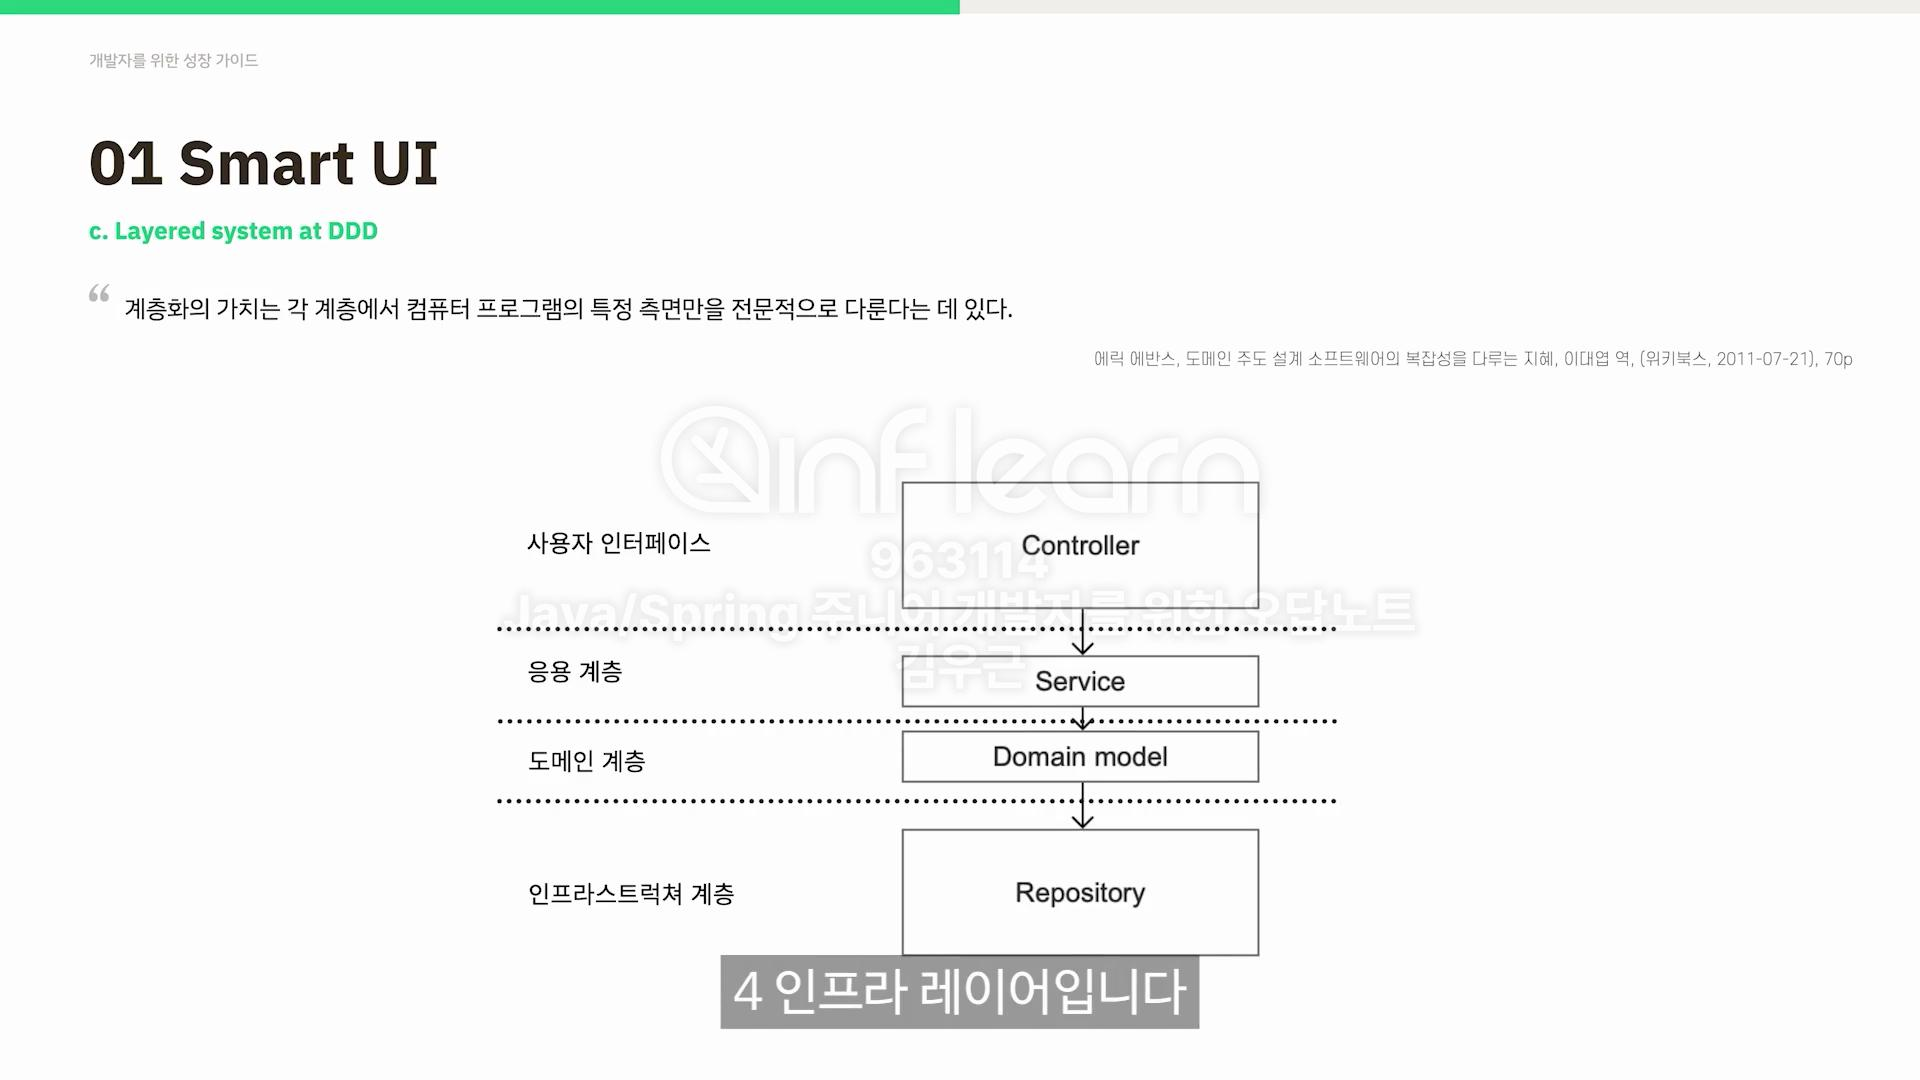 개발자를 위한 성장 가이드
01 Smart UI
c. Layered system at DDD
“ 계층화의 가치는 각 계층에서 컴퓨터 프로그램의 특정 측면만을 전문적으로 다룬다는 데 있다.
에릭 에반스, 도메인 주도 설계 소프트웨어의 복잡성을 다루는 지혜, 이대엽 역, (위키북스, 2011-07-21), 70p
inflearn
사용자 인터페이스
Controller
963114
Java/Spring 주니어 개발자를 위한 오답노트
김우근
응용 계층
Service
도메인 계층
Domain model
인프라스트럭쳐 계층
Repository
4 인프라 레이어입니다